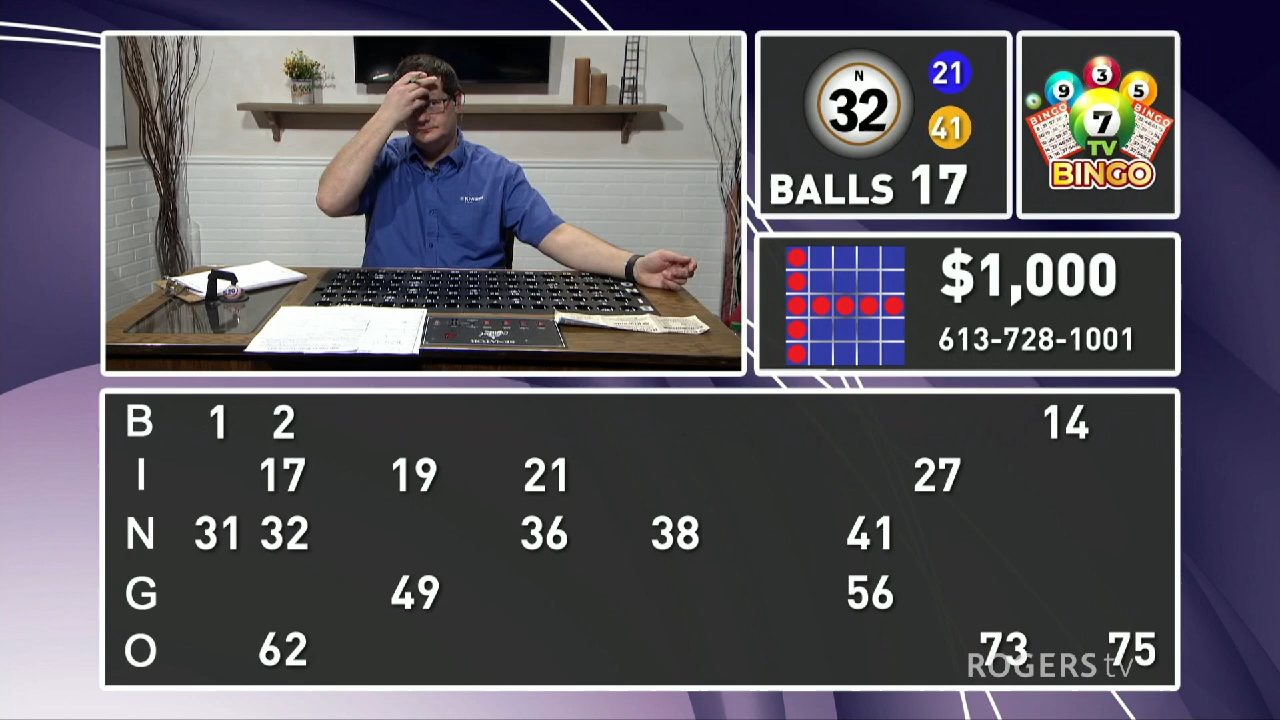 N
32
21
41
BALLS 17
9 3 5
BINGO 7 BINGO
TV
BINGO
$1,000
613-728-1001
B 1 2 14
I 17 19 21 27
N 31 32 36 38 41
G 49 56
O 62 73 75
ROGERS tv